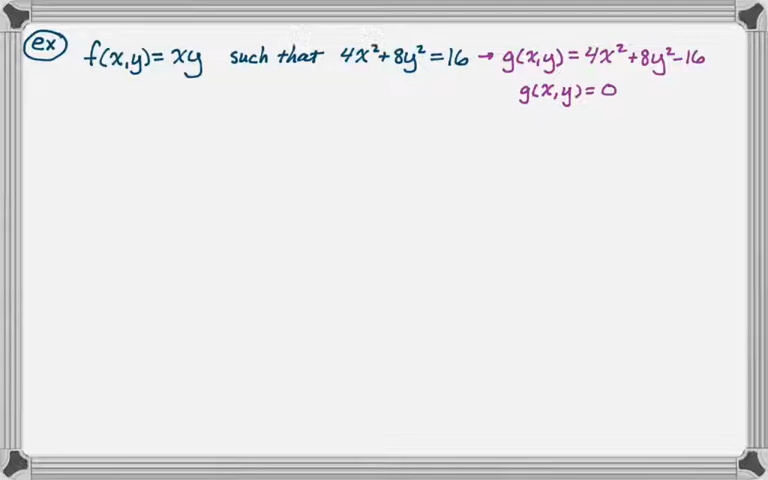 ex f(x,y) = xy such that 4x²+8y² = 16 → g(x,y) = 4x²+8y²-16
g(x,y) = 0